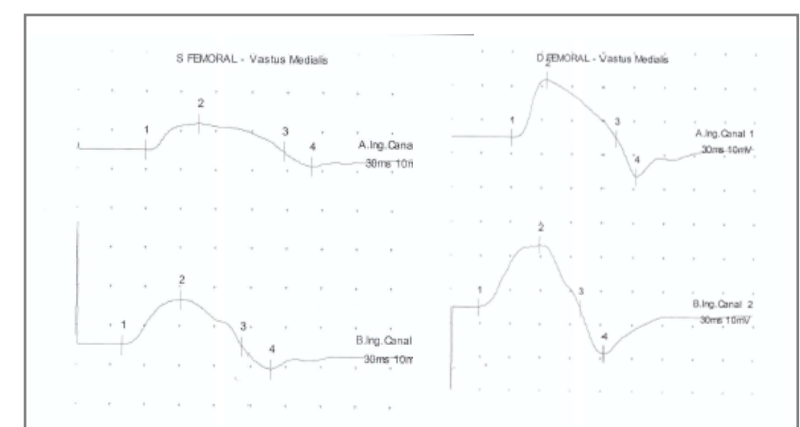 S FEMORAL - Vastus Medialis
1
2
3
4
A.Ing.Cana
30ms 10m
1
2
3
4
B.Ing.Canal
30ms 10m
D FEMORAL - Vastus Medialis
1
2
3
4
A.Ing.Canal 1
30ms 10mV
1
2
3
4
B.Ing.Canal 2
30ms 10mV